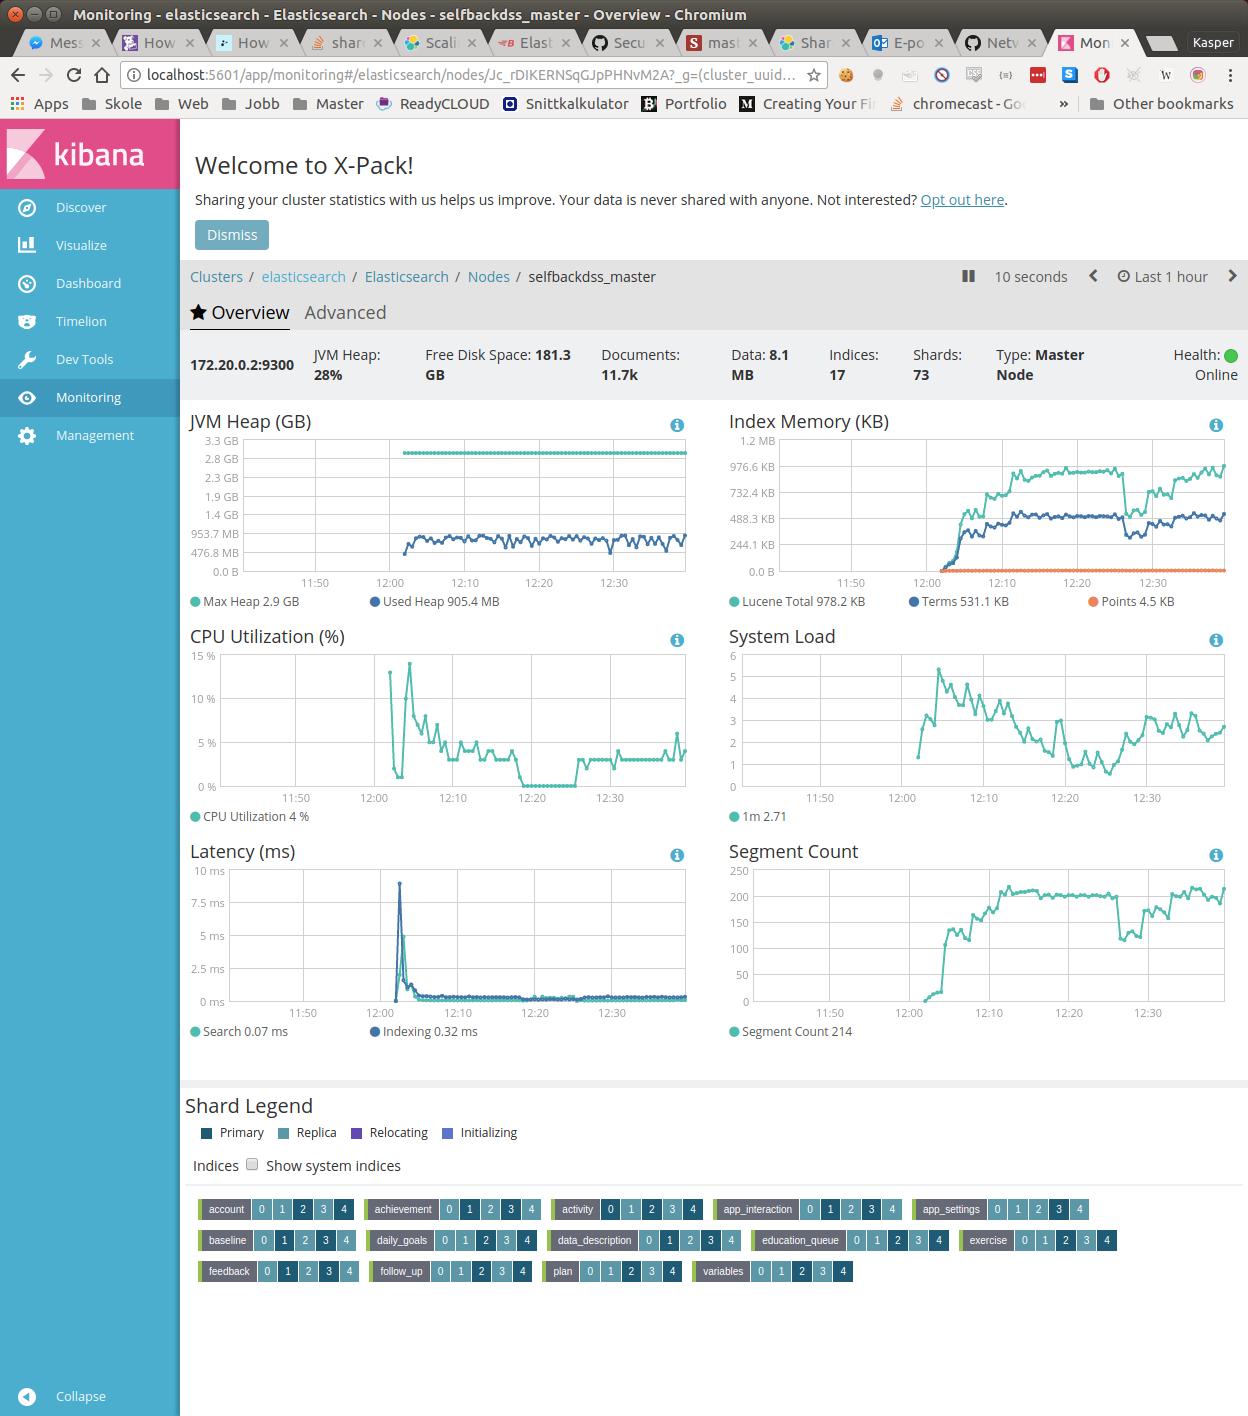 Monitoring - elasticsearch - Elasticsearch - Nodes - selfbackdss_master - Overview - Chromium
Mess
How
How
shar
Scali
Elast
Secu
mast
Shar
E-po
Netw
Mon
Kasper
localhost:5601/app/monitoring#/elasticsearch/nodes/Jc_rDIKERNSqGJpPHNvM2A?_g=(cluster_uuid...
Apps Skole Web Jobb Master ReadyCLOUD Snittkalkulator Portfolio Creating Your Fi chromecast - Go » Other bookmarks
kibana
Discover
Visualize
Dashboard
Timelion
Dev Tools
Monitoring
Management
Collapse
Welcome to X-Pack!
Sharing your cluster statistics with us helps us improve. Your data is never shared with anyone. Not interested? Opt out here.
Dismiss
Clusters / elasticsearch / Elasticsearch / Nodes / selfbackdss_master
10 seconds Last 1 hour
Overview Advanced
172.20.0.2:9300
JVM Heap:
28%
Free Disk Space: 181.3
GB
Documents:
11.7k
Data: 8.1
MB
Indices:
17
Shards:
73
Type: Master
Node
Health:
Online
JVM Heap (GB)
3.3 GB
2.8 GB
2.3 GB
1.9 GB
1.4 GB
953.7 MB
476.8 MB
0.0 B
11:50 12:00 12:10 12:20 12:30
Max Heap 2.9 GB Used Heap 905.4 MB
Index Memory (KB)
1.2 MB
976.6 KB
732.4 KB
488.3 KB
244.1 KB
0.0 B
11:50 12:00 12:10 12:20 12:30
Lucene Total 978.2 KB Terms 531.1 KB Points 4.5 KB
CPU Utilization (%)
15 %
10 %
5 %
0 %
11:50 12:00 12:10 12:20 12:30
CPU Utilization 4 %
System Load
6
5
4
3
2
1
0
11:50 12:00 12:10 12:20 12:30
1m 2.71
Latency (ms)
10 ms
7.5 ms
5 ms
2.5 ms
0 ms
11:50 12:00 12:10 12:20 12:30
Search 0.07 ms Indexing 0.32 ms
Segment Count
250
200
150
100
50
0
11:50 12:00 12:10 12:20 12:30
Segment Count 214
Shard Legend
Primary Replica Relocating Initializing
Indices Show system indices
account 0 1 2 3 4 achievement 0 1 2 3 4 activity 0 1 2 3 4 app_interaction 0 1 2 3 4 app_settings 0 1 2 3 4
baseline 0 1 2 3 4 daily_goals 0 1 2 3 4 data_description 0 1 2 3 4 education_queue 0 1 2 3 4 exercise 0 1 2 3 4
feedback 0 1 2 3 4 follow_up 0 1 2 3 4 plan 0 1 2 3 4 variables 0 1 2 3 4